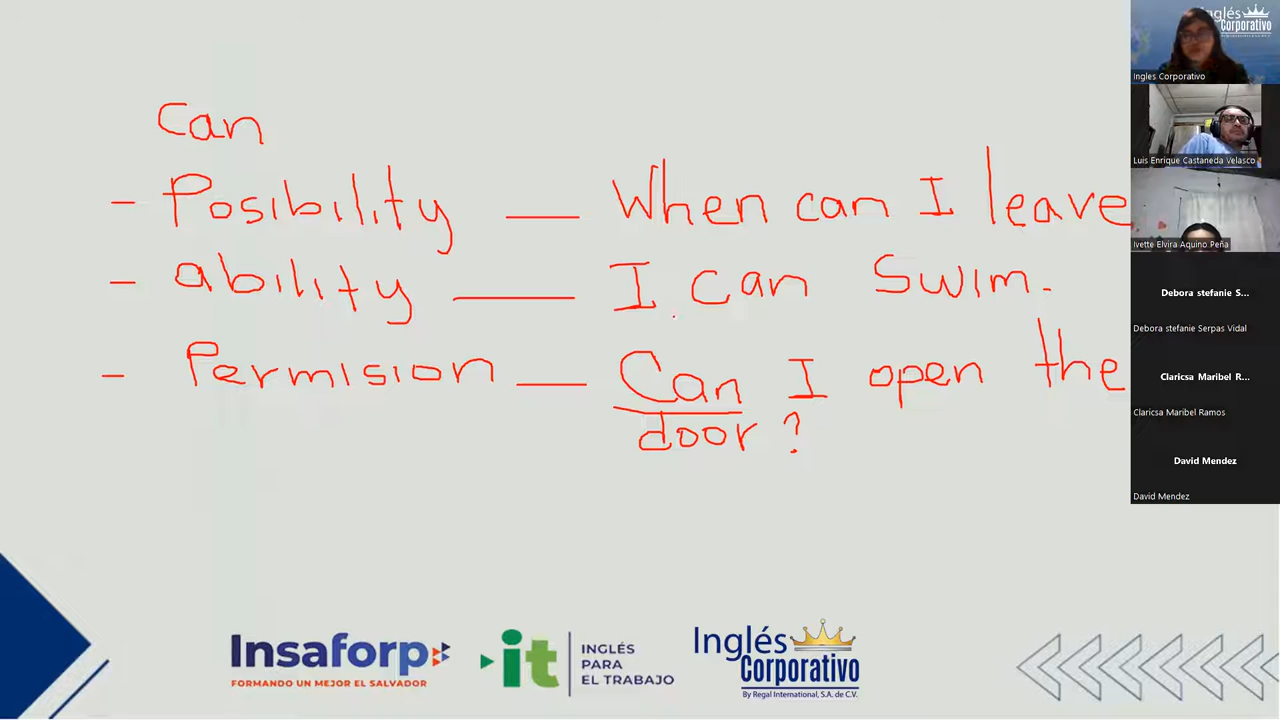 Can
- Posibility — When can I leave
- ability — I can swim.
- Permision — Can I open the
door?
Insaforp
FORMANDO UN MEJOR EL SALVADOR
it
INGLÉS
PARA
EL TRABAJO
Inglés
Corporativo
By Regal International, S.A. de C.V.
Inglés
Corporativo
Ingles Corporativo
Luis Enrique Castaneda Velasco
Ivette Elvira Aquino Peña
Debora stefanie S...
Debora stefanie Serpas Vidal
Claricsa Maribel R...
Claricsa Maribel Ramos
David Mendez
David Mendez